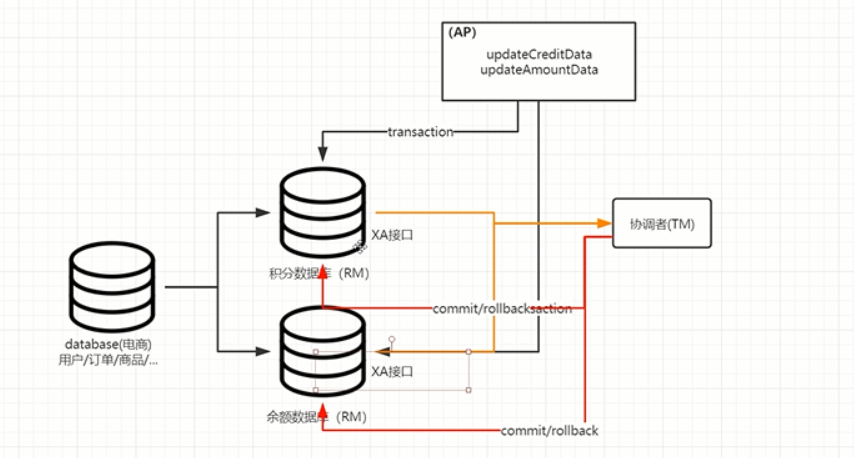 (AP)
updateCreditData
updateAmountData
transaction
协调者(TM)
XA接口
积分数据库（RM）
commit/rollbacksaction
database(电商)
用户/订单/商品/...
XA接口
余额数据库（RM）
commit/rollback